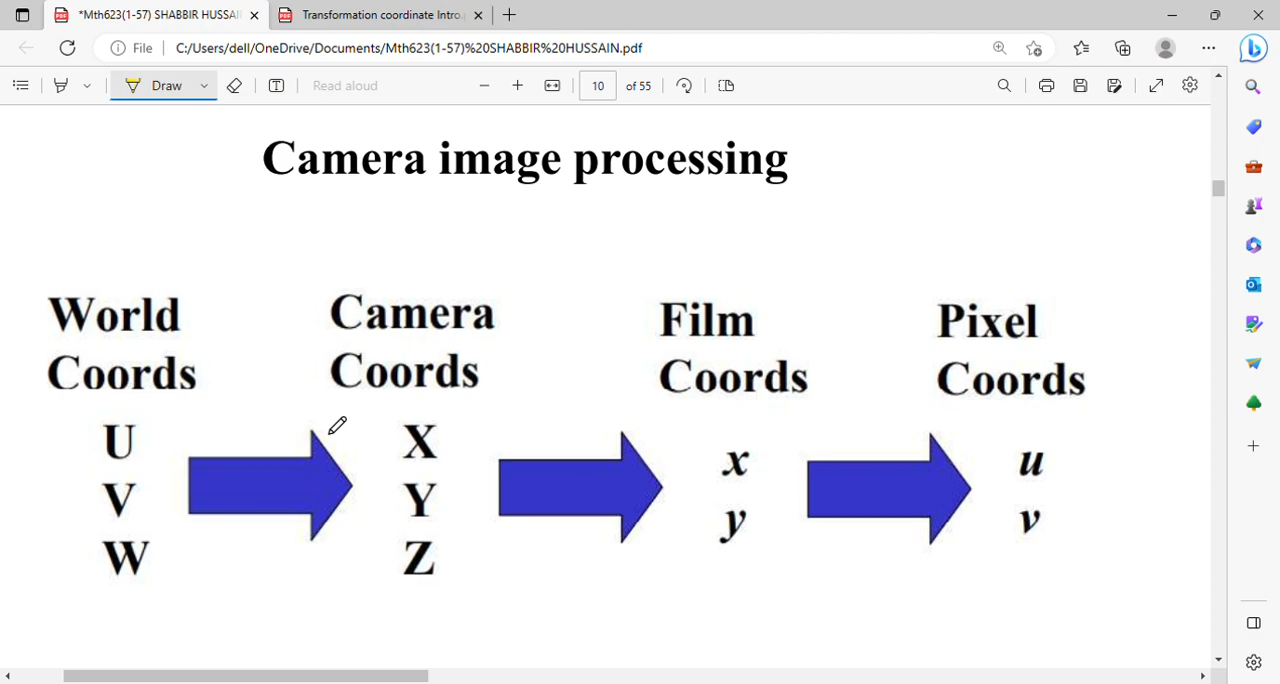 *Mth623(1-57) SHABBIR HUSSAI
Transformation coordinate Intro.
File
C:/Users/dell/OneDrive/Documents/Mth623(1-57)%20SHABBIR%20HUSSAIN.pdf
Draw
Read aloud
10 of 55
Camera image processing
World Coords
U
V
W
Camera Coords
X
Y
Z
Film Coords
x
y
Pixel Coords
u
v